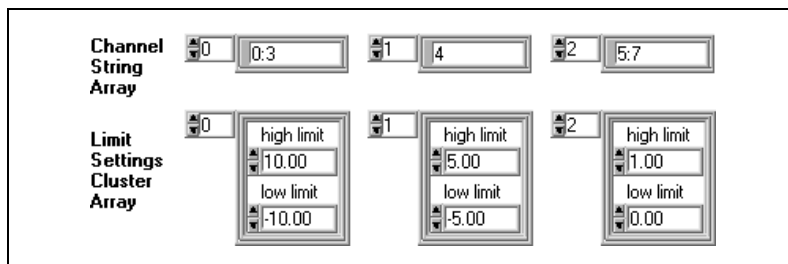 Channel String Array
0 0:3 1 4 2 5:7
Limit Settings Cluster Array
0 1 2
high limit high limit high limit
10.00 5.00 1.00
low limit low limit low limit
-10.00 -5.00 0.00